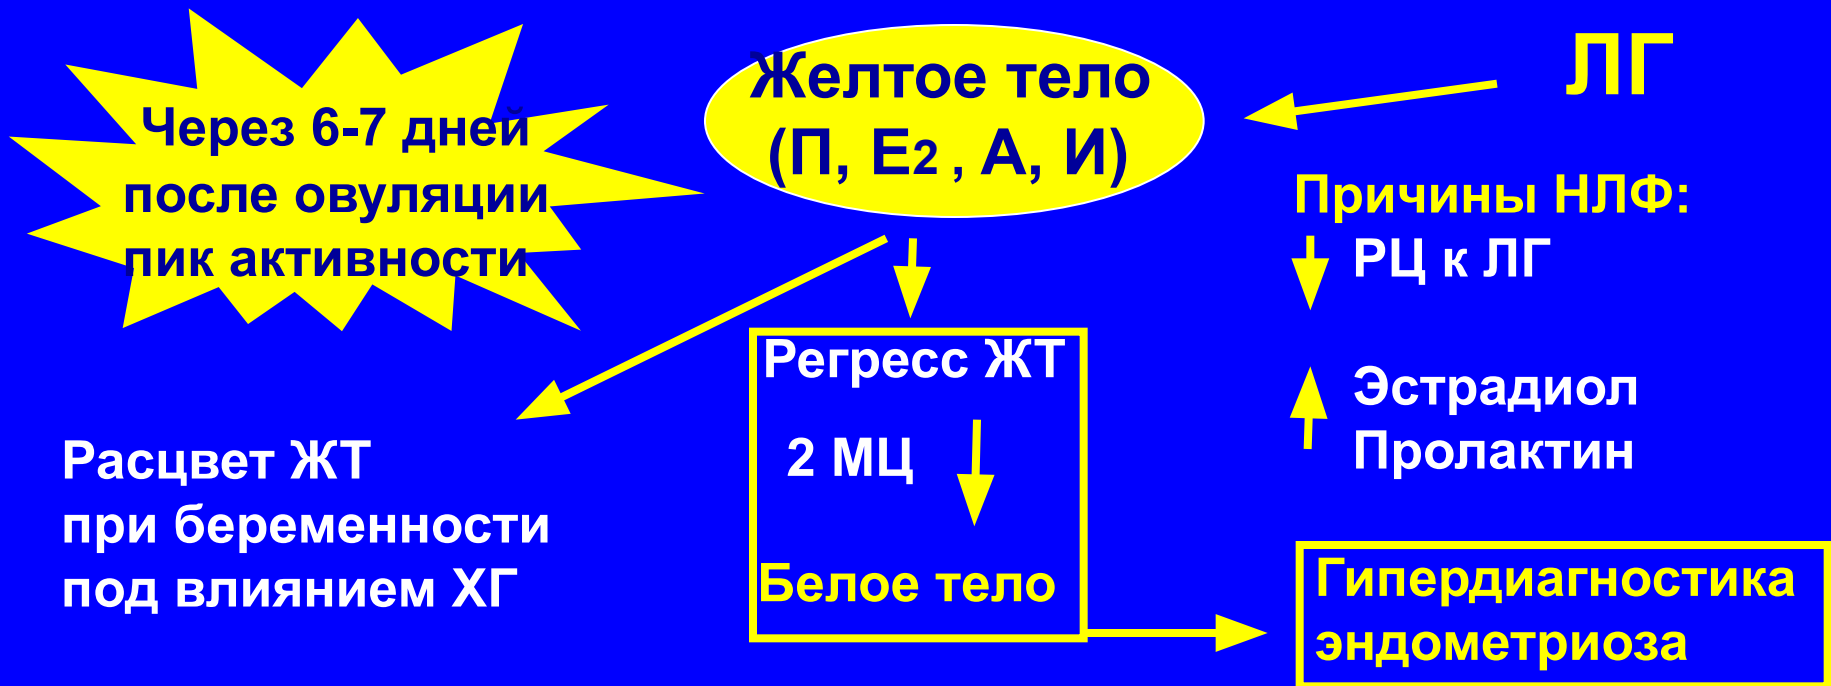 Через 6-7 дней
после овуляции
пик активности
Желтое тело
(П, Е2 , А, И)
ЛГ
Причины НЛФ:
РЦ к ЛГ
Эстрадиол
Пролактин
Регресс ЖТ
2 МЦ
Белое тело
Расцвет ЖТ
при беременности
под влиянием ХГ
Гипердиагностика
эндометриоза